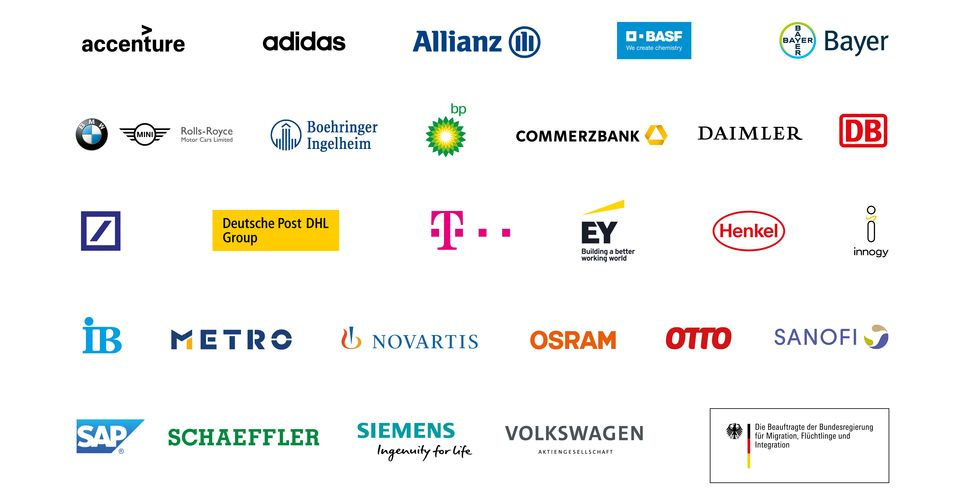 accenture
adidas
Allianz
BASF
We create chemistry
BAYER
BAYER
Bayer
BMW
MINI
Rolls-Royce
Motor Cars Limited
Boehringer
Ingelheim
bp
COMMERZBANK
DAIMLER
DB
Deutsche Post DHL
Group
T
EY
Building a better
working world
Henkel
innogy
iB
METRO
NOVARTIS
OSRAM
OTTO
SANOFI
SAP®
SCHAEFFLER
SIEMENS
Ingenuity for life
VOLKSWAGEN
AKTIENGESELLSCHAFT
Die Beauftragte der Bundesregierung
für Migration, Flüchtlinge und
Integration